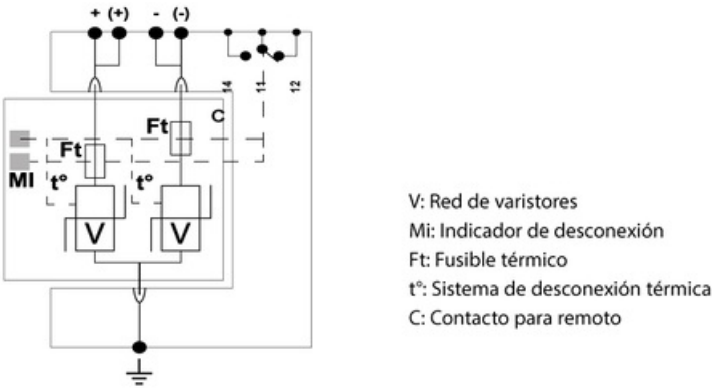 + (+) - (-)
14 11 12
C
Ft
Ft
MI t° t°
V V
V: Red de varistores
Mi: Indicador de desconexión
Ft: Fusible térmico
t°: Sistema de desconexión térmica
C: Contacto para remoto